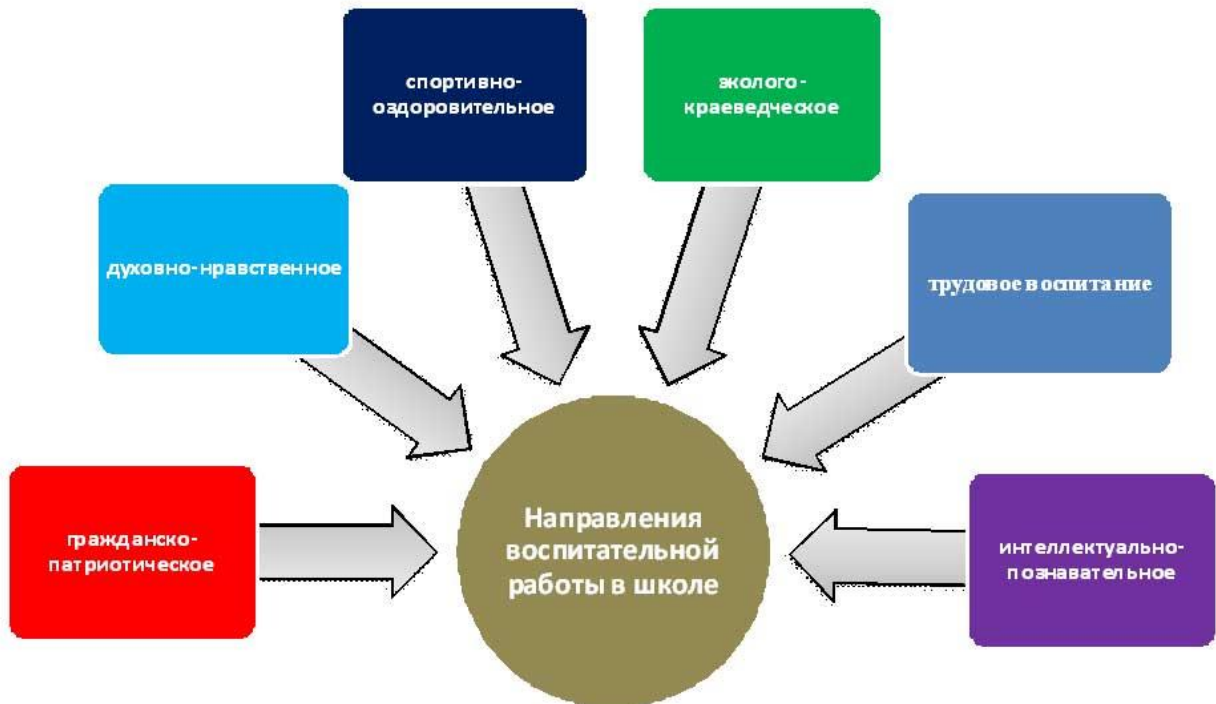 спортивно-
оздоровительное
эколого-
краеведческое
духовно-нравственное
трудовое воспитание
гражданско-
патриотическое
Направления
воспитательной
работы в школе
интеллектуально-
познавательное